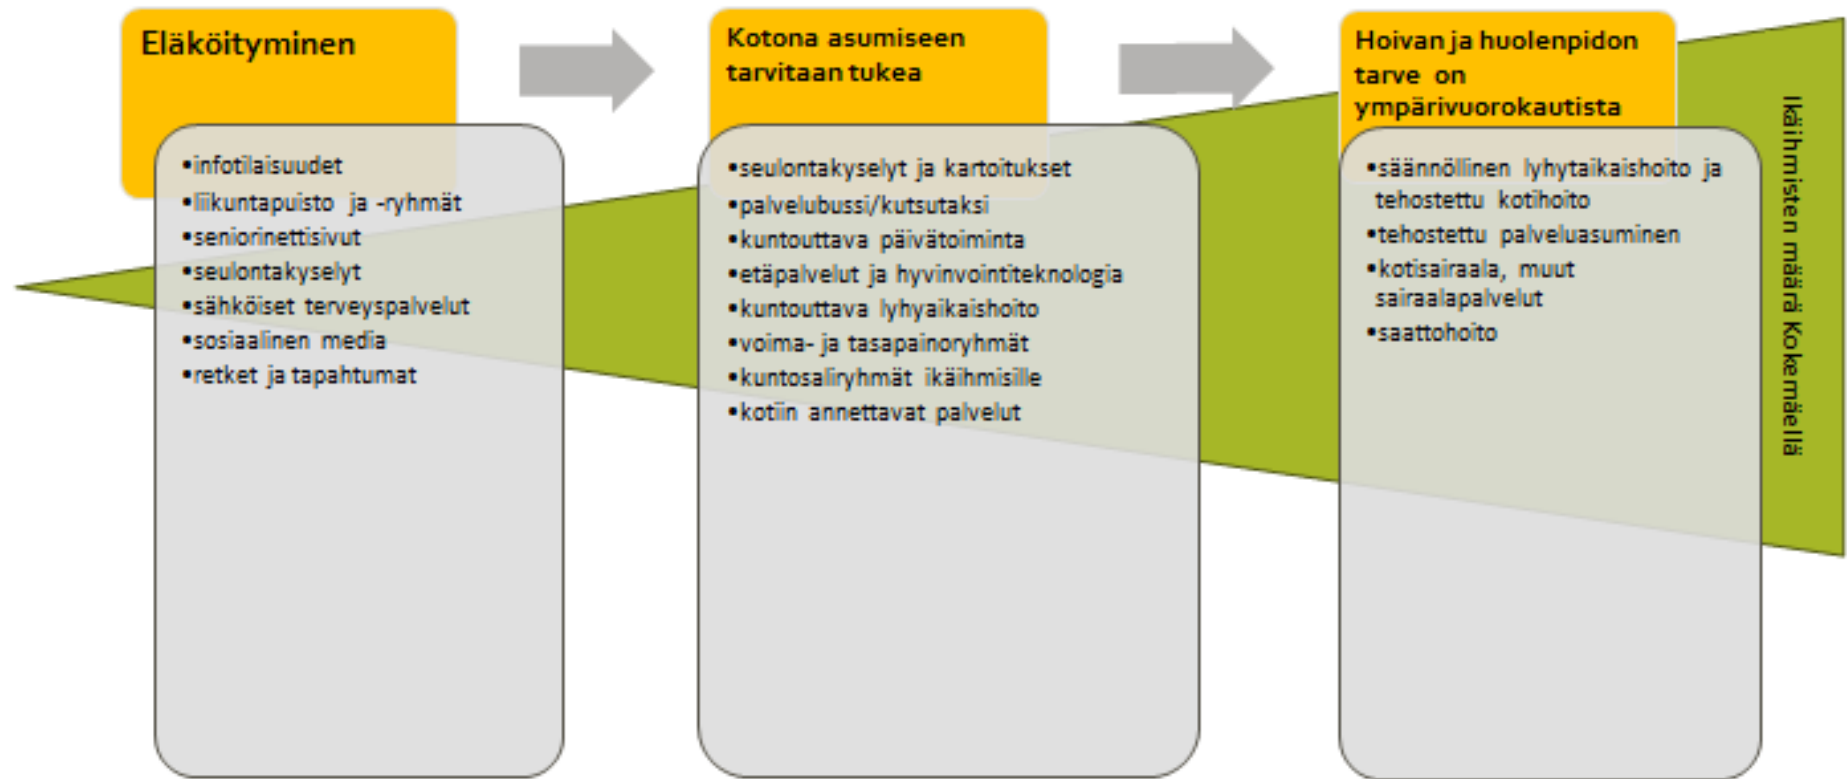 Eläköityminen
•infotilaisuudet
•liikuntapuisto ja -ryhmät
•seniorinettisivut
•seulontakyselyt
•sähköiset terveyspalvelut
•sosiaalinen media
•retket ja tapahtumat
Kotona asumiseen
tarvitaan tukea
•seulontakyselyt ja kartoitukset
•palvelubussi/kutsutaksi
•kuntouttava päivätoiminta
•etäpalvelut ja hyvinvointiteknologia
•kuntouttava lyhyaikaishoito
•voima- ja tasapainoryhmät
•kuntosaliryhmät ikäihmisille
•kotiin annettavat palvelut
Hoivan ja huolenpidon
tarve on
ympärivuorokautista
•säännöllinen lyhytaikaishoito ja
tehostettu kotihoito
•tehostettu palveluasuminen
•kotisairaala, muut
sairaalapalvelut
•saattohoito
Ikäihmisten määrä Kokemäellä